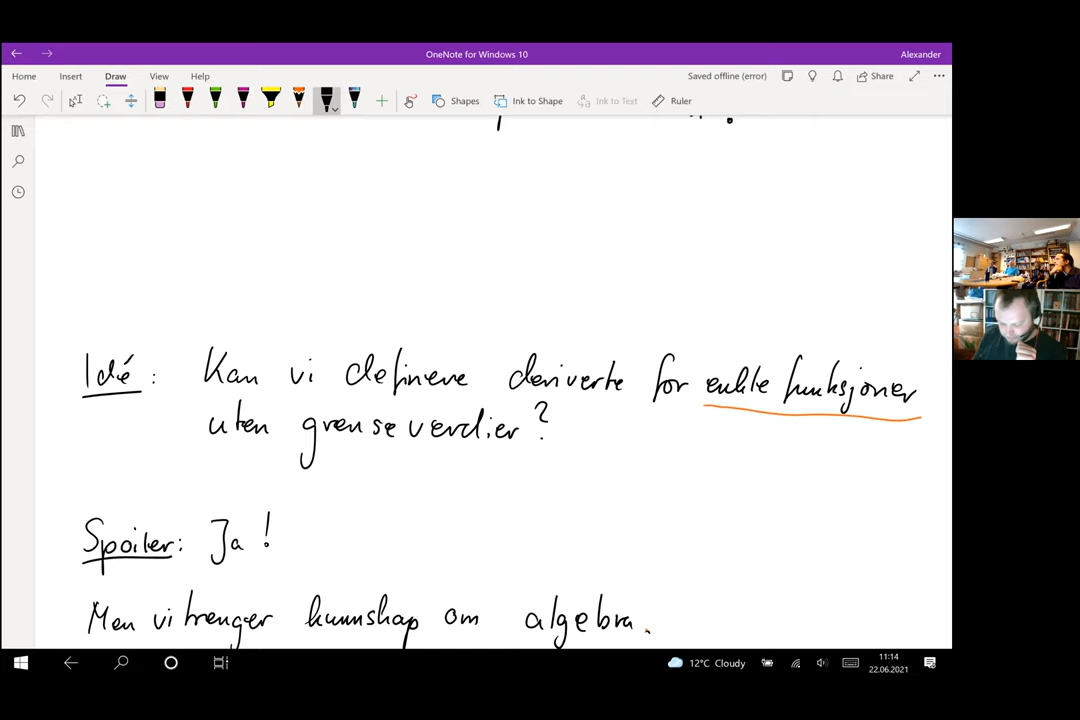 OneNote for Windows 10
Alexander
Home Insert Draw View Help
Saved offline (error) Share
Shapes Ink to Shape Ink to Text Ruler
Idé: Kan vi definere deriverte for enkle funksjoner
uten grenseverdier?
Spoiler: Ja!
Men vi trenger kunnskap om algebra.
12°C Cloudy
11:14
22.06.2021